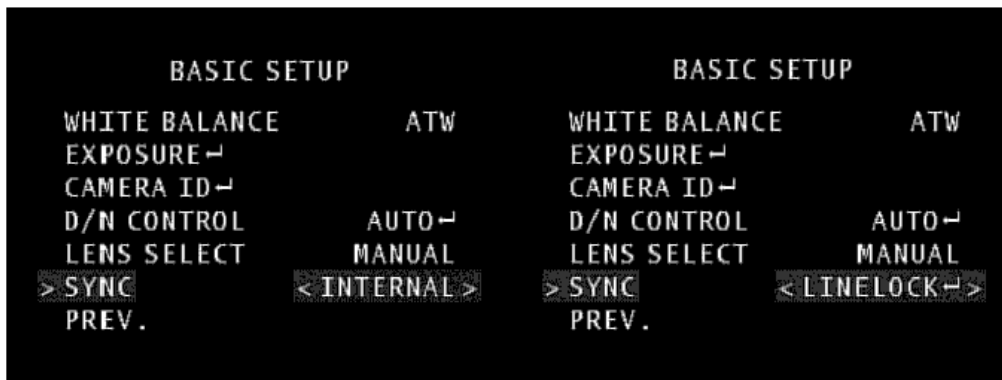 BASIC SETUP
WHITE BALANCE ATW
EXPOSURE↵
CAMERA ID↵
D/N CONTROL AUTO↵
LENS SELECT MANUAL
> SYNC < INTERNAL >
PREV.
BASIC SETUP
WHITE BALANCE ATW
EXPOSURE↵
CAMERA ID↵
D/N CONTROL AUTO↵
LENS SELECT MANUAL
> SYNC < LINELOCK↵ >
PREV.